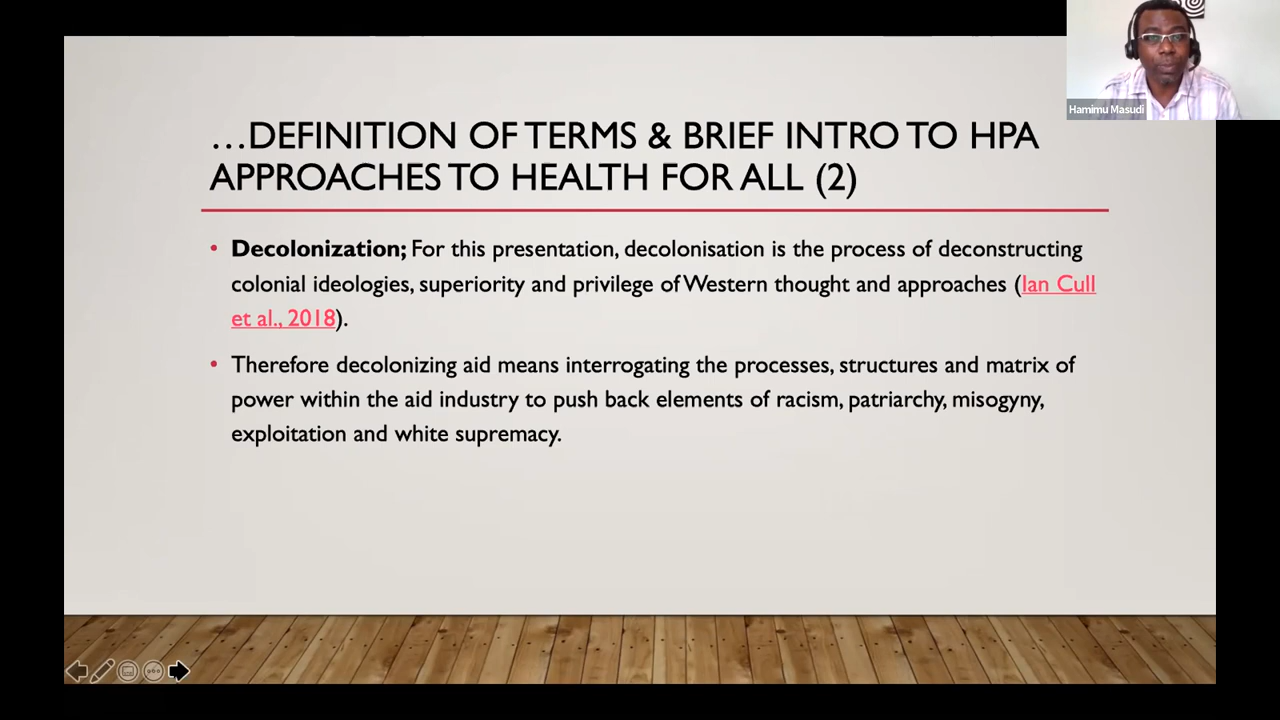 ...DEFINITION OF TERMS & BRIEF INTRO TO HPA
APPROACHES TO HEALTH FOR ALL (2)
• Decolonization; For this presentation, decolonisation is the process of deconstructing
colonial ideologies, superiority and privilege of Western thought and approaches (Ian Cull
et al., 2018).
• Therefore decolonizing aid means interrogating the processes, structures and matrix of
power within the aid industry to push back elements of racism, patriarchy, misogyny,
exploitation and white supremacy.
Hamimu Masudi